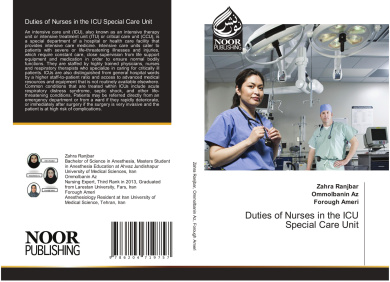 Duties of Nurses in the ICU Special Care Unit
An intensive care unit (ICU), also known as an intensive therapy
unit or intensive treatment unit (ITU) or critical care unit (CCU), is
a special department of a hospital or health care facility that
provides intensive care medicine. Intensive care units cater to
patients with severe or life-threatening illnesses and injuries,
which require constant care, close supervision from life support
equipment and medication in order to ensure normal bodily
functions. They are staffed by highly trained physicians, nurses
and respiratory therapists who specialize in caring for critically ill
patients. ICUs are also distinguished from general hospital wards
by a higher staff-to-patient ratio and access to advanced medical
resources and equipment that is not routinely available elsewhere.
Common conditions that are treated within ICUs include acute
respiratory distress syndrome, septic shock, and other life-
threatening conditions. Patients may be referred directly from an
emergency department or from a ward if they rapidly deteriorate,
or immediately after surgery if the surgery is very invasive and the
patient is at high risk of complications.
Zahra Ranjbar
Bachelor of Science in Anesthesia, Masters Student
in Anesthesia Education at Ahvaz Jundishapur
University of Medical Sciences, Iran
Ommolbanin Az
Nursing Expert, Third Rank in 2013, Graduated
from Larestan University, Fars, Iran
Forough Ameri
Anesthesiology Resident at Iran University of
Medical Science, Tehran, Iran
NOOR
PUBLISHING
Zahra Ranjbar, Ommolbanin Az, Forough Ameri
نور نشر
NOOR
PUBLISHING
Zahra Ranjbar
Ommolbanin Az
Forough Ameri
Duties of Nurses in the ICU
Special Care Unit